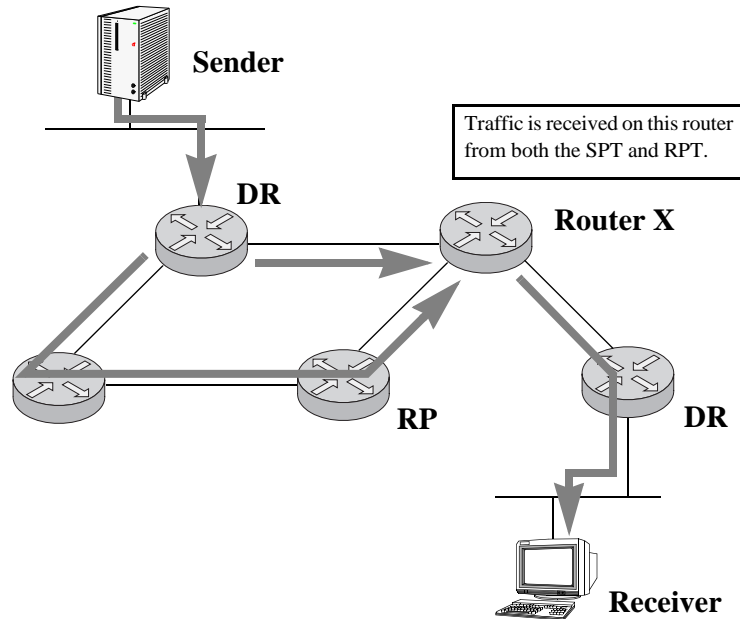 Sender
Traffic is received on this router
from both the SPT and RPT.
DR
Router X
RP
DR
Receiver